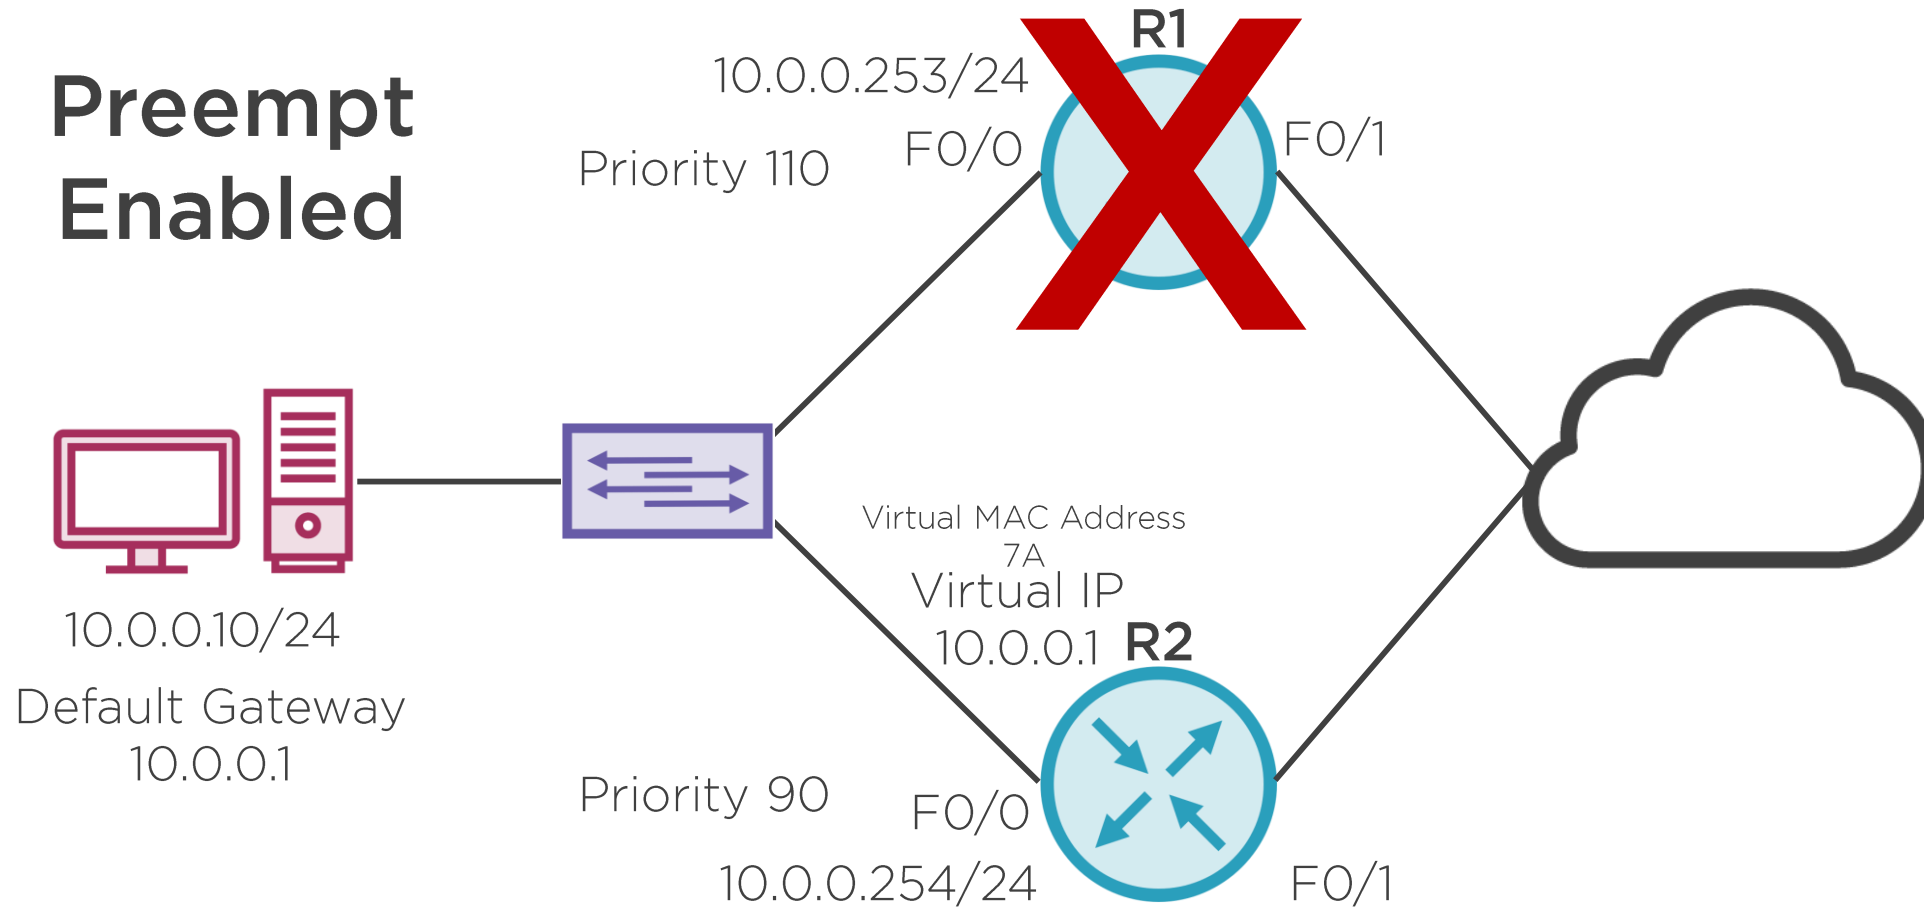 Preempt
Enabled
R1
10.0.0.253/24
F0/0
F0/1
Priority 110
Virtual MAC Address
7A
Virtual IP
10.0.0.1
R2
10.0.0.10/24
Default Gateway
10.0.0.1
Priority 90
F0/0
10.0.0.254/24
F0/1